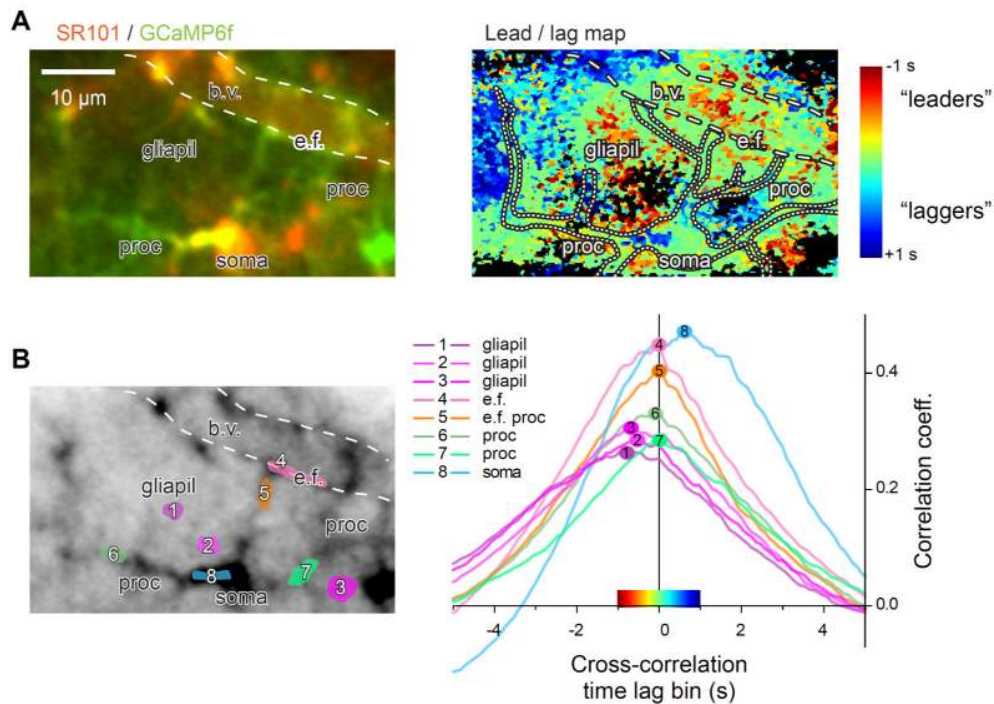 A
SR101 / GCaMP6f
10 µm
b.v.
e.f.
gliapil
proc
proc
soma
Lead / lag map
b.v.
e.f.
gliapil
proc
proc
soma
-1 s
"leaders"
"laggers"
+1 s
B
b.v.
4
e.f.
gliapil
5
1
proc
2
6
7
proc
8
3
soma
1 gliapil
2 gliapil
3 gliapil
4 e.f.
5 e.f. proc
6 proc
7 proc
8 soma
8
4
5
6
3
2
7
1
0.4
0.2
0.0
Correlation coeff.
-4 -2 0 2 4
Cross-correlation
time lag bin (s)